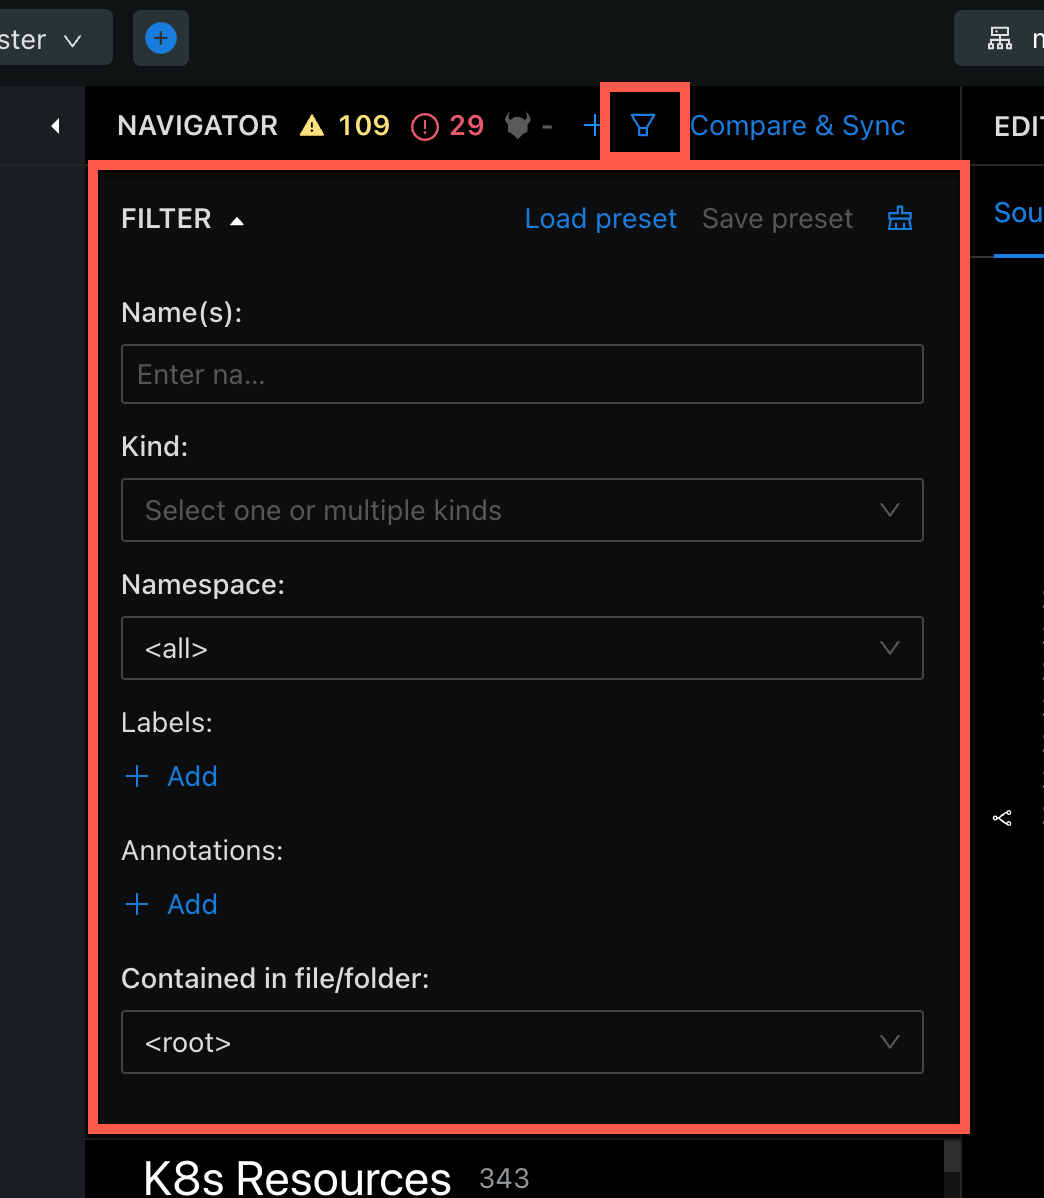 ster
n
NAVIGATOR 109 29 - + Compare & Sync
EDIT
FILTER Load preset Save preset
Sou
Name(s):
Enter na...
Kind:
Select one or multiple kinds
Namespace:
<all>
Labels:
+ Add
Annotations:
+ Add
Contained in file/folder:
<root>
K8s Resources 343